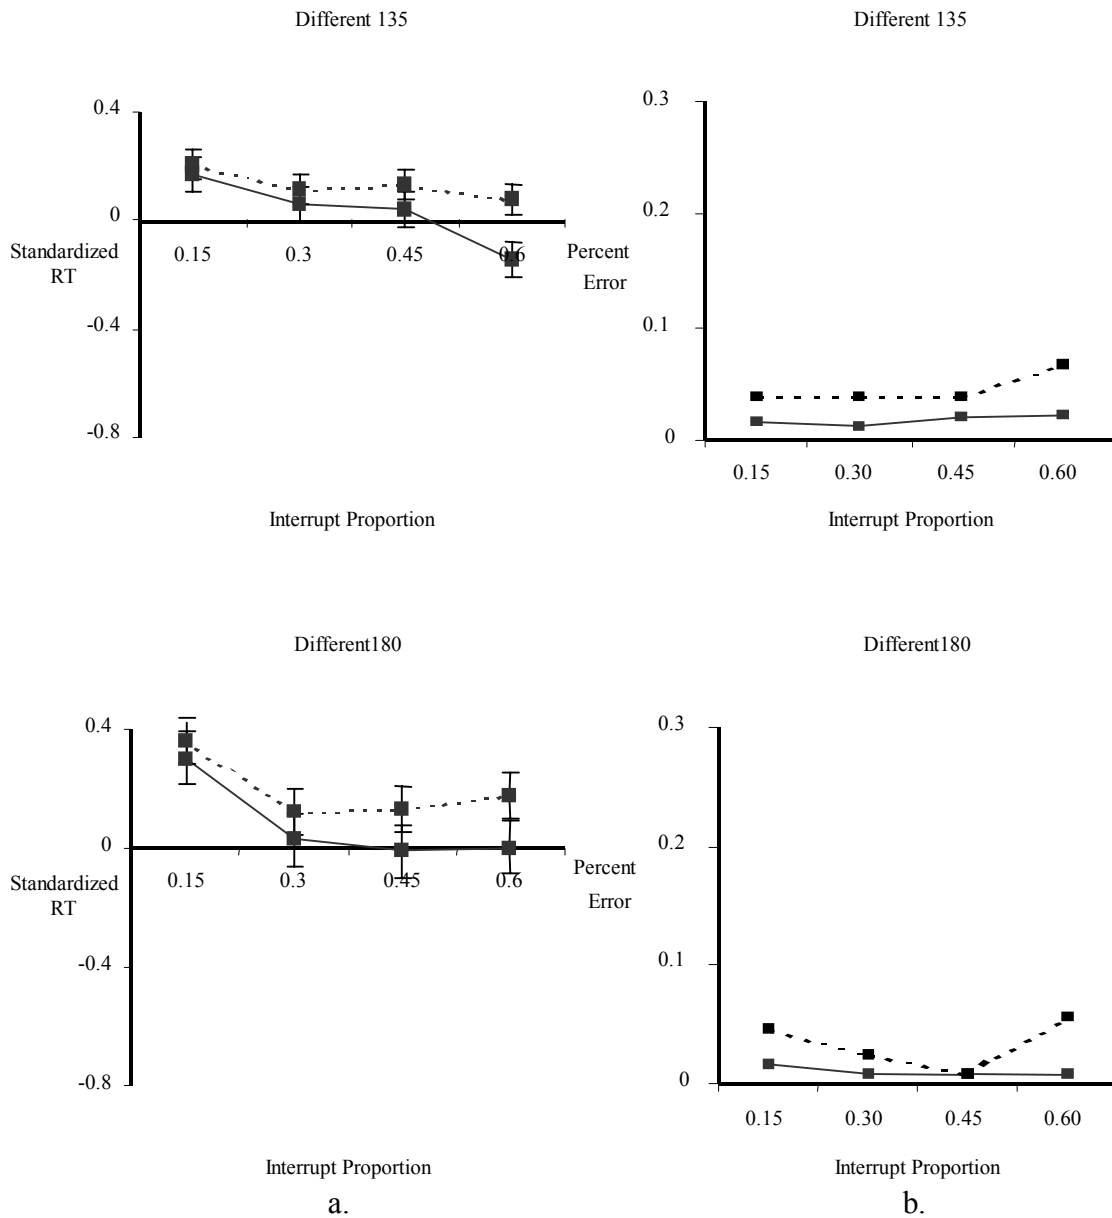 Different 135
0.4
0
-0.4
-0.8
Standardized
RT
0.15 0.3 0.45 0.6
Interrupt Proportion
Different 135
0.3
0.2
0.1
0
Percent
Error
0.15 0.30 0.45 0.60
Interrupt Proportion
Different180
0.4
0
-0.4
-0.8
Standardized
RT
0.15 0.3 0.45 0.6
Interrupt Proportion
a.
Different180
0.3
0.2
0.1
0
Percent
Error
0.15 0.30 0.45 0.60
Interrupt Proportion
b.